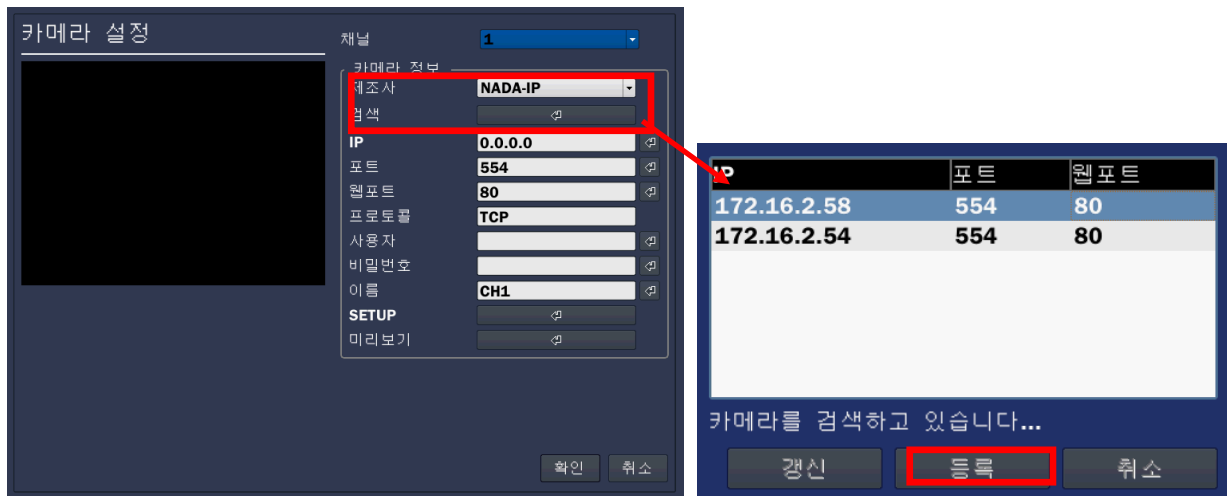 카메라 설정
채널 1
카메라 정보
제조사 NADA-IP
검색
IP 0.0.0.0
포트 554
웹포트 80
프로토콜 TCP
사용자
비밀번호
이름 CH1
SETUP
미리보기
확인 취소
IP 포트 웹포트
172.16.2.58 554 80
172.16.2.54 554 80
카메라를 검색하고 있습니다...
갱신 등록 취소